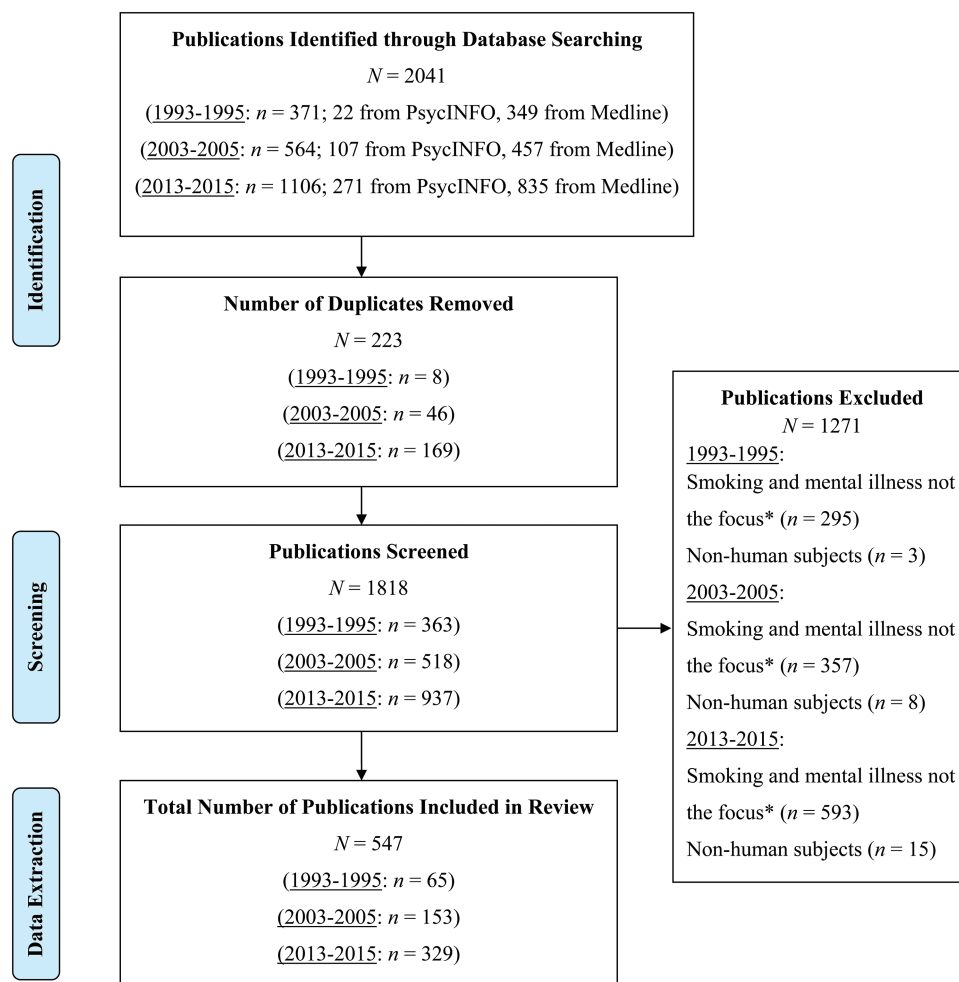 Publications Identified through Database Searching
N = 2041
(1993-1995: n = 371; 22 from PsycINFO, 349 from Medline)
(2003-2005: n = 564; 107 from PsycINFO, 457 from Medline)
(2013-2015: n = 1106; 271 from PsycINFO, 835 from Medline)
Identification
Number of Duplicates Removed
N = 223
(1993-1995: n = 8)
(2003-2005: n = 46)
(2013-2015: n = 169)
Screening
Publications Screened
N = 1818
(1993-1995: n = 363)
(2003-2005: n = 518)
(2013-2015: n = 937)
Publications Excluded
N = 1271
1993-1995:
Smoking and mental illness not
the focus* (n = 295)
Non-human subjects (n = 3)
2003-2005:
Smoking and mental illness not
the focus* (n = 357)
Non-human subjects (n = 8)
2013-2015:
Smoking and mental illness not
the focus* (n = 593)
Non-human subjects (n = 15)
Data Extraction
Total Number of Publications Included in Review
N = 547
(1993-1995: n = 65)
(2003-2005: n = 153)
(2013-2015: n = 329)